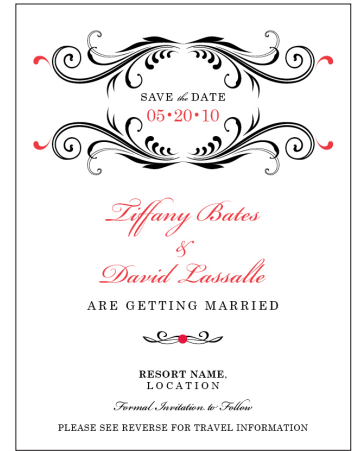 SAVE the DATE
05•20•10
Tiffany Bates
&
David Lassalle
ARE GETTING MARRIED
RESORT NAME,
LOCATION
Formal Invitation to Follow
PLEASE SEE REVERSE FOR TRAVEL INFORMATION